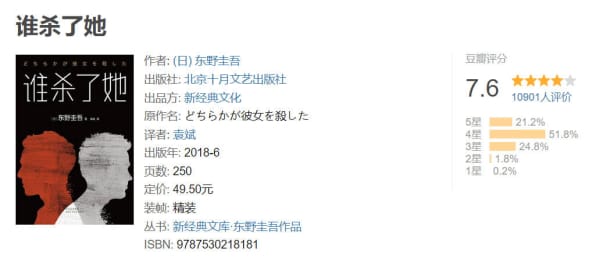 谁杀了她
どちらかが彼女を殺した
谁杀了她
作者: (日) 东野圭吾
出版社: 北京十月文艺出版社
出品方: 新经典文化
原作名: どちらかが彼女を殺した
译者: 袁斌
出版年: 2018-6
页数: 250
定价: 49.50元
装帧: 精装
丛书: 新经典文库·东野圭吾作品
ISBN: 9787530218181
豆瓣评分
7.6
10901人评价
5星 21.2%
4星 51.8%
3星 24.8%
2星 1.8%
1星 0.2%
东野圭吾